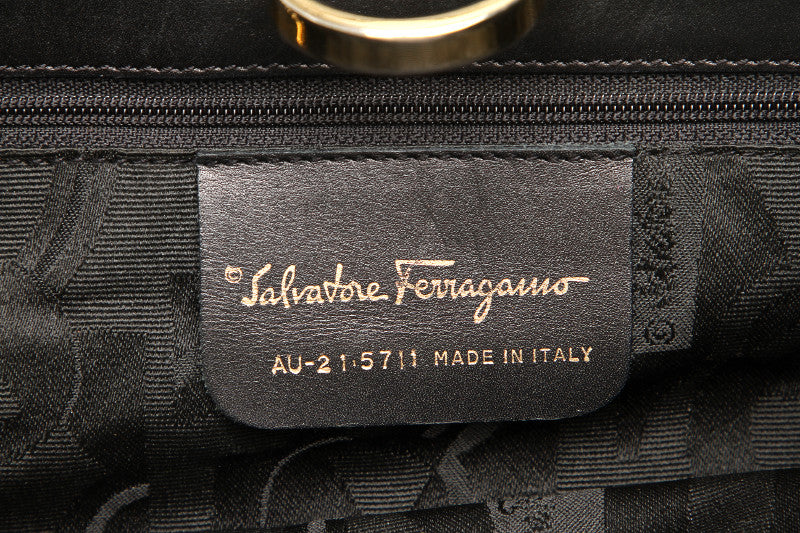 © Salvatore Ferragamo
AU-21·5711 MADE IN ITALY